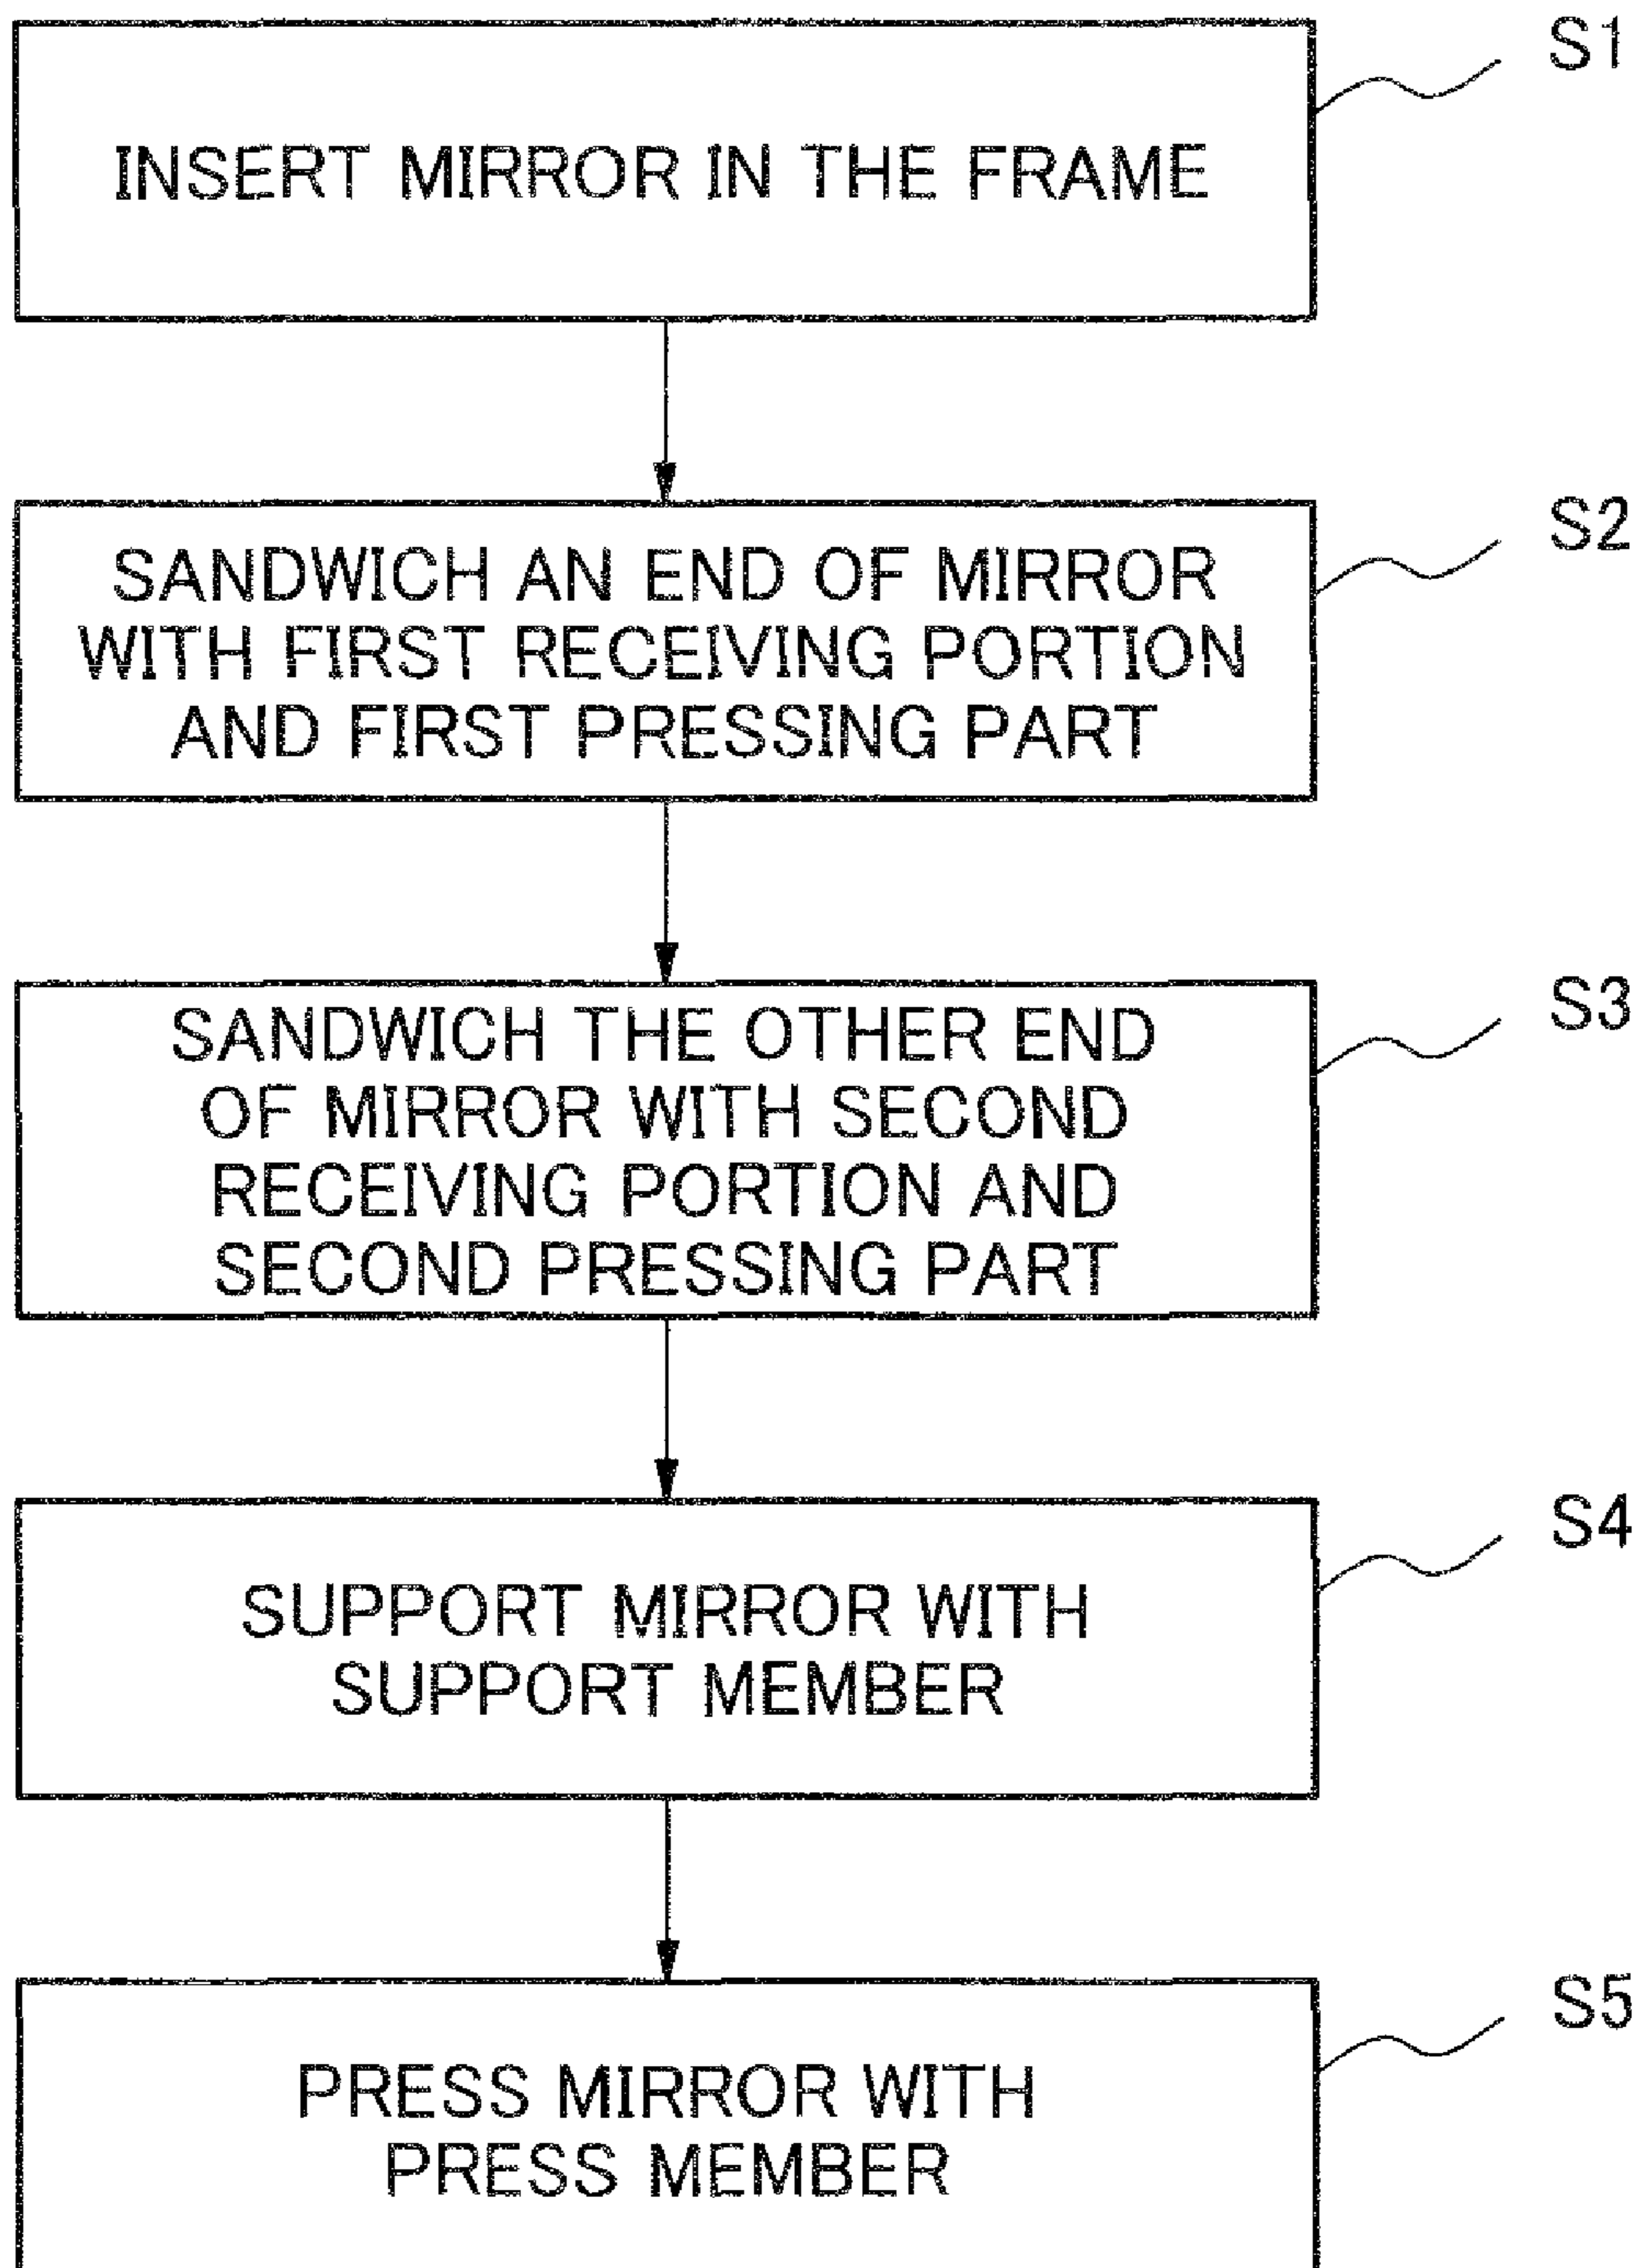 S1
INSERT MIRROR IN THE FRAME
S2
SANDWICH AN END OF MIRROR
WITH FIRST RECEIVING PORTION
AND FIRST PRESSING PART
S3
SANDWICH THE OTHER END
OF MIRROR WITH SECOND
RECEIVING PORTION AND
SECOND PRESSING PART
S4
SUPPORT MIRROR WITH
SUPPORT MEMBER
S5
PRESS MIRROR WITH
PRESS MEMBER